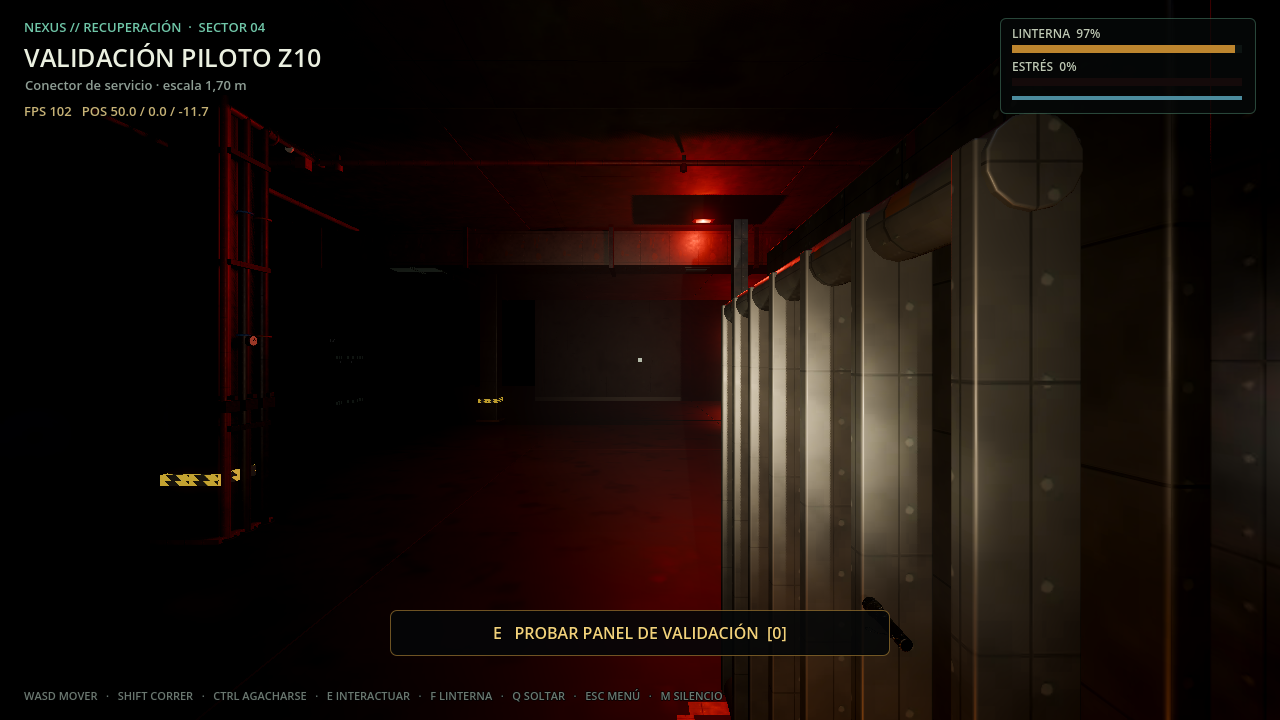 NEXUS // RECUPERACIÓN · SECTOR 04
VALIDACIÓN PILOTO Z10
Conector de servicio · escala 1,70 m
FPS 102 POS 50.0 / 0.0 / -11.7
LINTERNA 97%
ESTRÉS 0%
E PROBAR PANEL DE VALIDACIÓN [0]
WASD MOVER · SHIFT CORRER · CTRL AGACHARSE · E INTERACTUAR · F LINTERNA · Q SOLTAR · ESC MENÚ · M SILENCIO